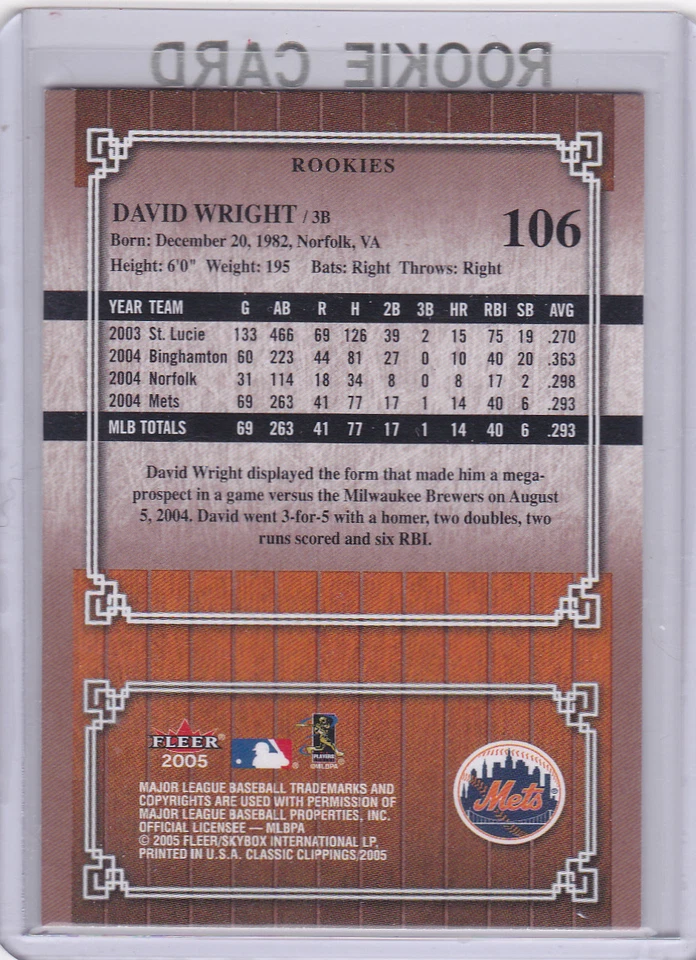 ROOKIE CARD
ROOKIES
DAVID WRIGHT / 3B
106
Born: December 20, 1982, Norfolk, VA
Height: 6'0" Weight: 195 Bats: Right Throws: Right
YEAR TEAM G AB R H 2B 3B HR RBI SB AVG
2003 St. Lucie 133 466 69 126 39 2 15 75 19 .270
2004 Binghamton 60 223 44 81 27 0 10 40 20 .363
2004 Norfolk 31 114 18 34 8 0 8 17 2 .298
2004 Mets 69 263 41 77 17 1 14 40 6 .293
MLB TOTALS 69 263 41 77 17 1 14 40 6 .293
David Wright displayed the form that made him a mega-
prospect in a game versus the Milwaukee Brewers on August
5, 2004. David went 3-for-5 with a homer, two doubles, two
runs scored and six RBI.
FLEER®
2005
®
PLAYERS
©MLBPA
Mets
®
MAJOR LEAGUE BASEBALL TRADEMARKS AND
COPYRIGHTS ARE USED WITH PERMISSION OF
MAJOR LEAGUE BASEBALL PROPERTIES, INC.
OFFICIAL LICENSEE — MLBPA
© 2005 FLEER/SKYBOX INTERNATIONAL LP.
PRINTED IN U.S.A. CLASSIC CLIPPINGS 2005